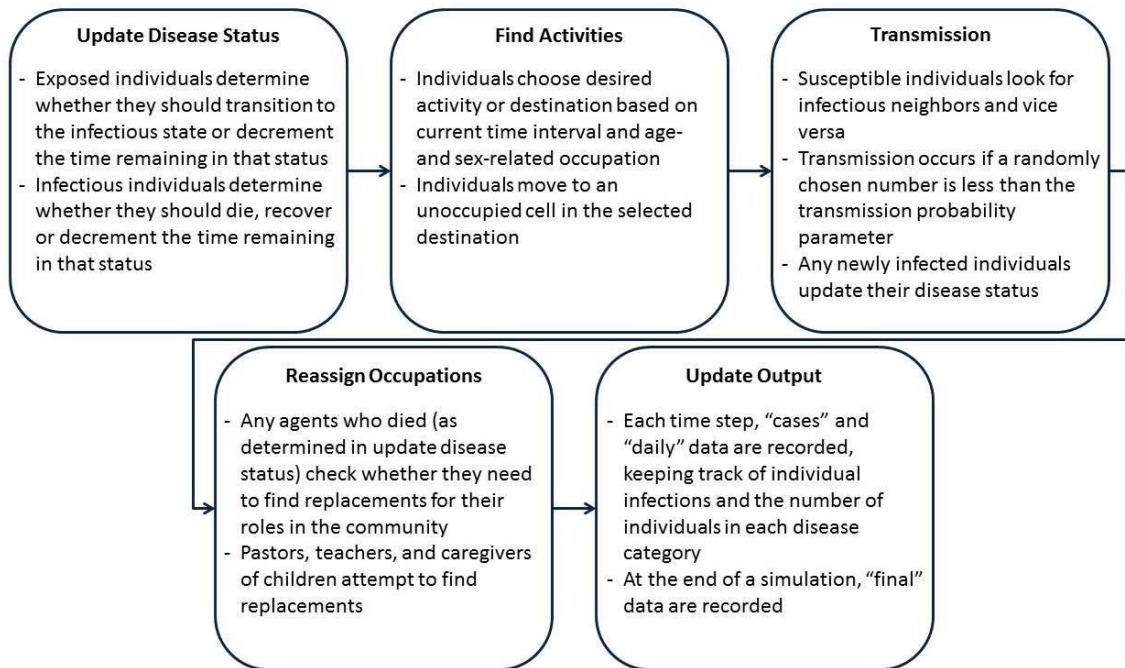 Update Disease Status
- Exposed individuals determine
whether they should transition to
the infectious state or decrement
the time remaining in that status
- Infectious individuals determine
whether they should die, recover
or decrement the time remaining
in that status
Find Activities
- Individuals choose desired
activity or destination based on
current time interval and age-
and sex-related occupation
- Individuals move to an
unoccupied cell in the selected
destination
Transmission
- Susceptible individuals look for
infectious neighbors and vice
versa
- Transmission occurs if a randomly
chosen number is less than the
transmission probability
parameter
- Any newly infected individuals
update their disease status
Reassign Occupations
- Any agents who died (as
determined in update disease
status) check whether they need
to find replacements for their
roles in the community
- Pastors, teachers, and caregivers
of children attempt to find
replacements
Update Output
- Each time step, “cases” and
“daily” data are recorded,
keeping track of individual
infections and the number of
individuals in each disease
category
- At the end of a simulation, “final”
data are recorded